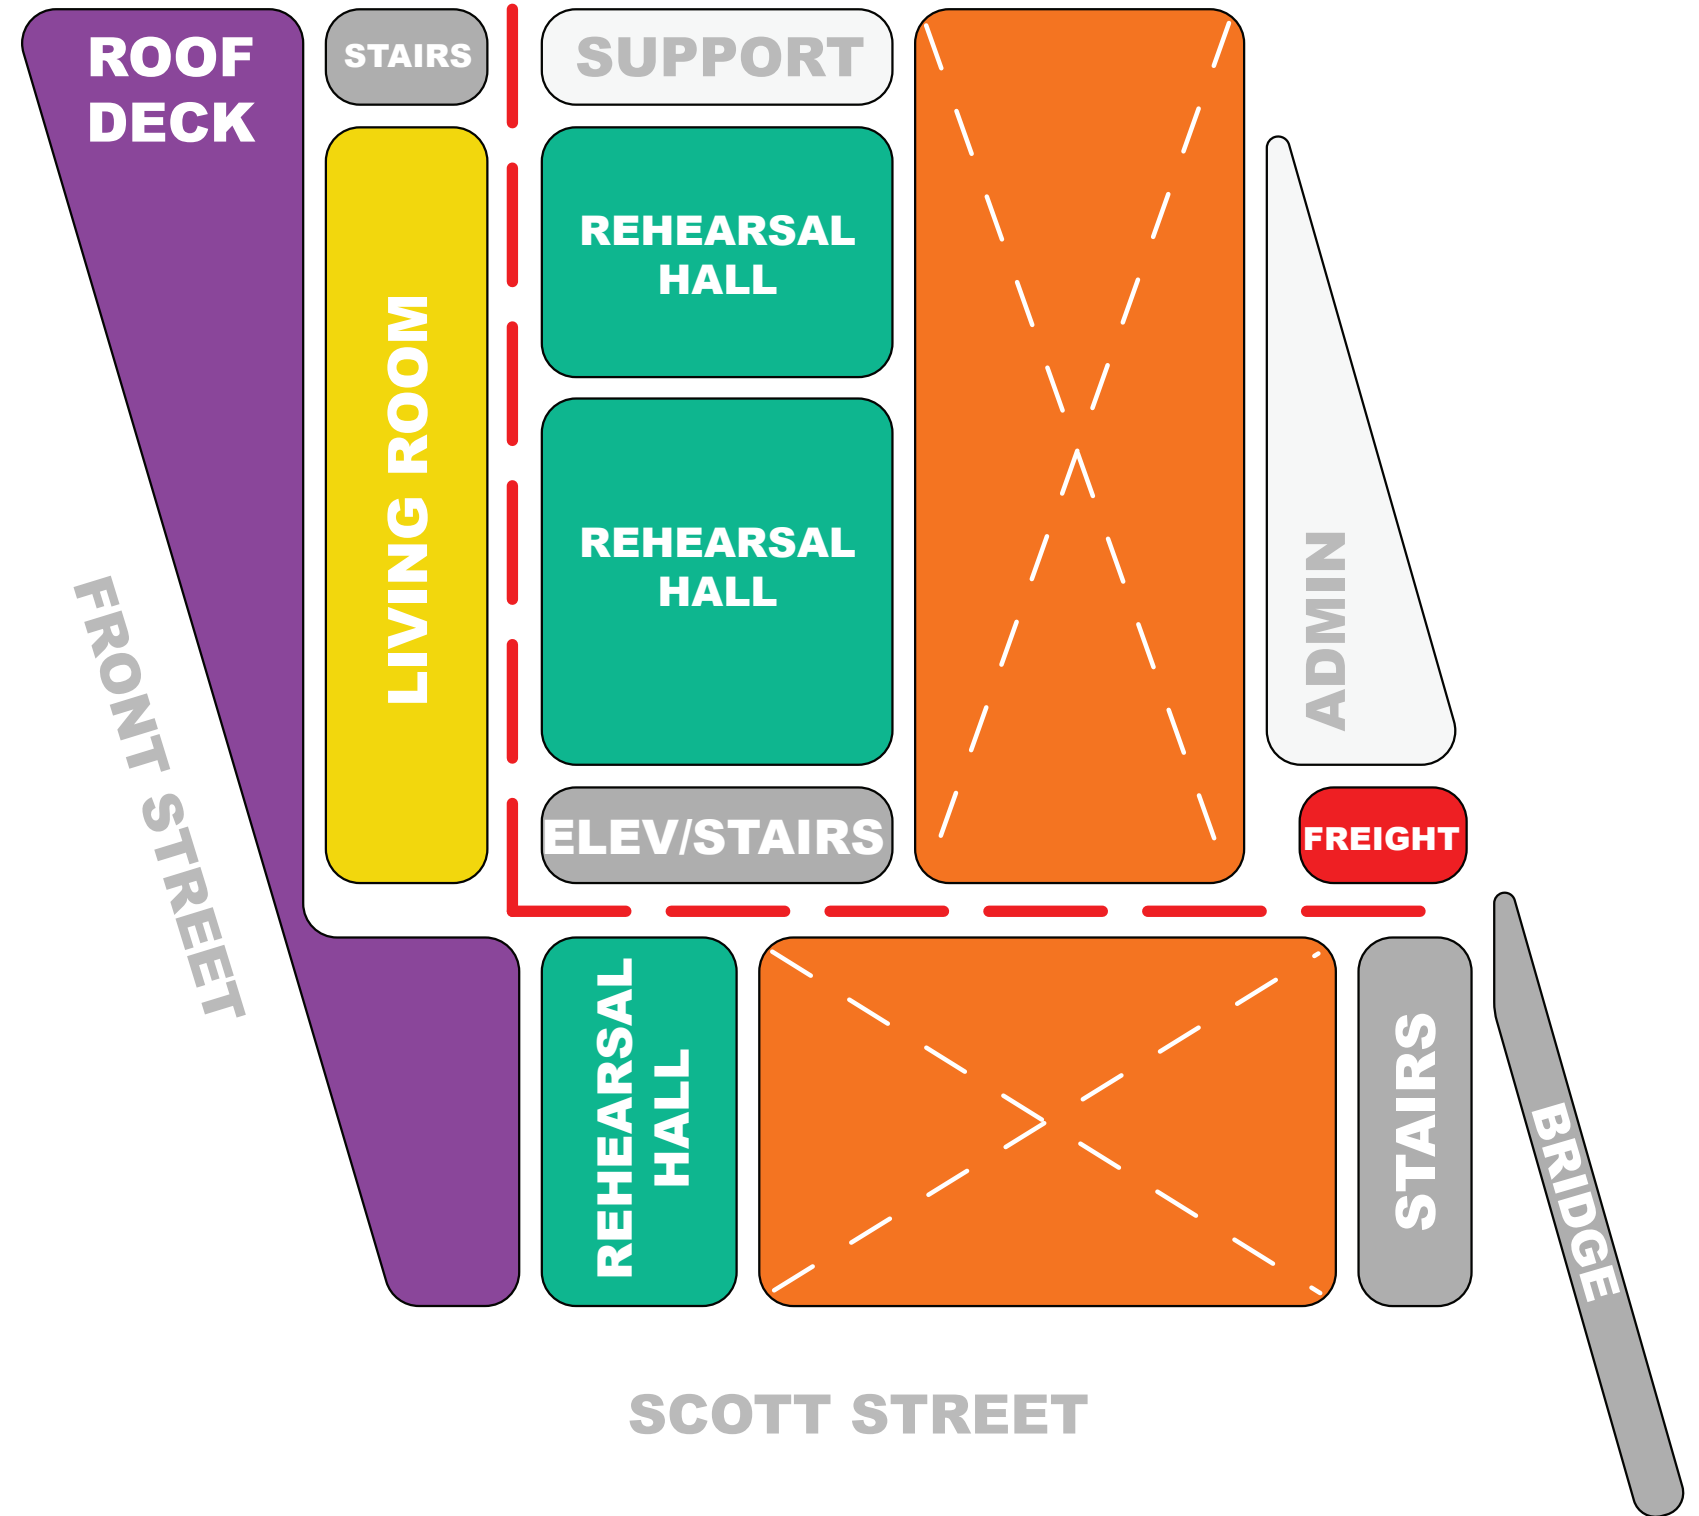 ROOF
DECK
STAIRS
SUPPORT
REHEARSAL
HALL
LIVING ROOM
REHEARSAL
HALL
ADMIN
FRONT STREET
ELEV/STAIRS
FREIGHT
REHEARSAL
HALL
STAIRS
BRIDGE
SCOTT STREET